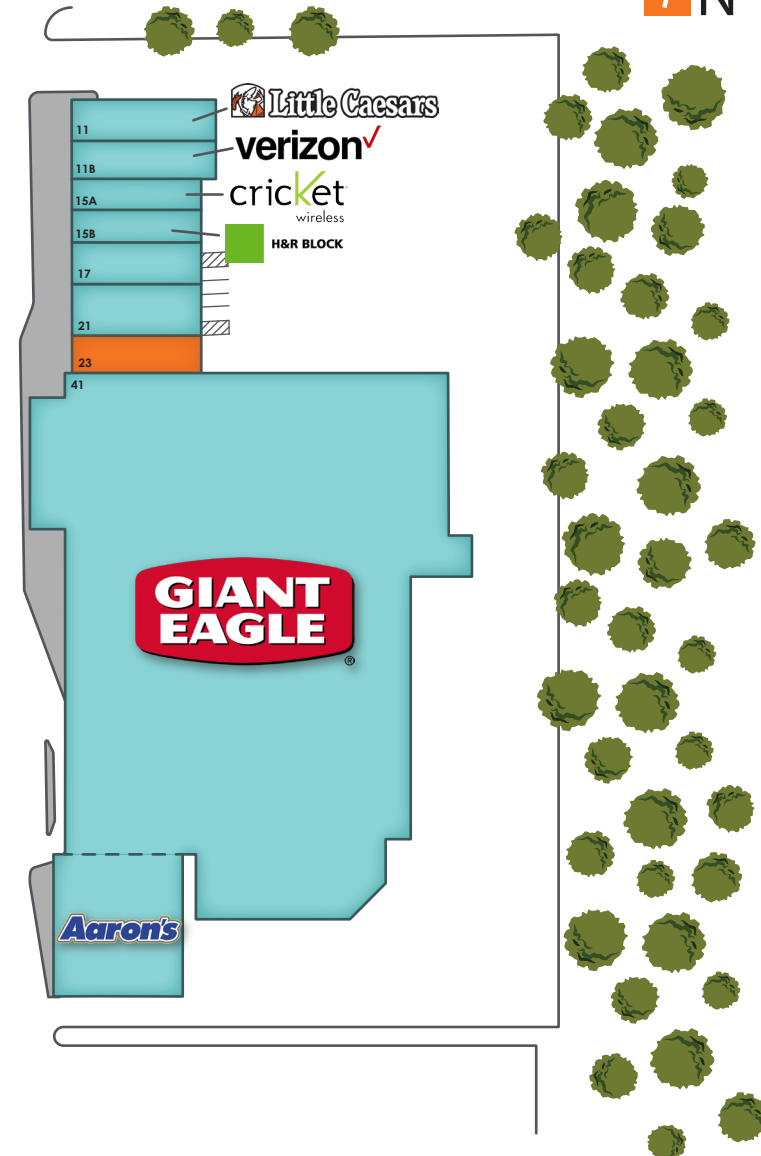 N
11
Little Caesars
11B
verizon
15A
cricket
wireless
15B
H&R BLOCK
17
21
23
41
GIANT
EAGLE
®
Aaron's